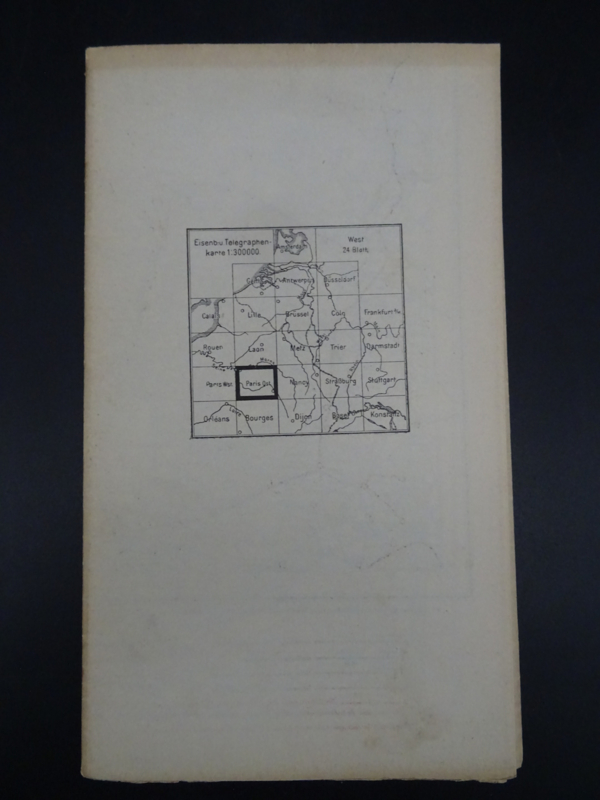 Eisenb.u.Telegraphen-
karte 1:300000.
West
24 Blatt.
Antwerpen Düsseldorf
Calais Lille Brüssel Cöln Frankfurt
Rouen Laon Metz Trier Darmstadt
Paris West Paris Ost Nancy Straßburg Stuttgart
Orléans Bourges Dijon Basel Konstanz